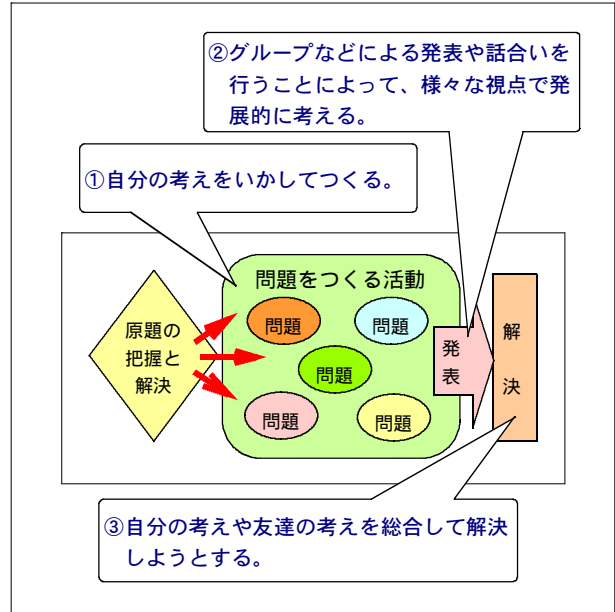 ②グループなどによる発表や話合いを
行うことによって、様々な視点で発
展的に考える。
①自分の考えをいかしてつくる。
問題をつくる活動
原題の
把握と
解決
問題
問題
問題
問題
問題
発
表
解
決
③自分の考えや友達の考えを総合して解決
しようとする。